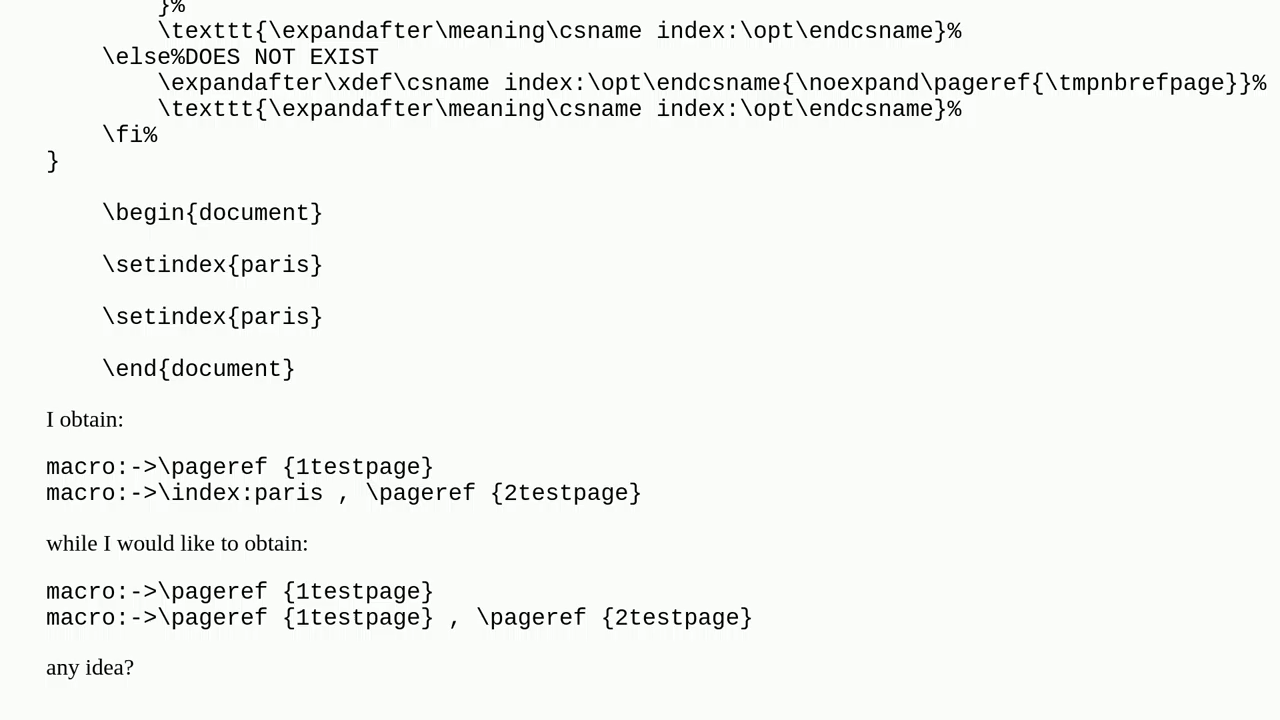 }%
\texttt{\expandafter\meaning\csname index:\opt\endcsname}%
\else%DOES NOT EXIST
\expandafter\xdef\csname index:\opt\endcsname{\noexpand\pageref{\tmpnbrefpage}}%
\texttt{\expandafter\meaning\csname index:\opt\endcsname}%
\fi%
}
\begin{document}
\setindex{paris}
\setindex{paris}
\end{document}
I obtain:
macro:->\pageref {1testpage}
macro:->\index:paris , \pageref {2testpage}
while I would like to obtain:
macro:->\pageref {1testpage}
macro:->\pageref {1testpage} , \pageref {2testpage}
any idea?